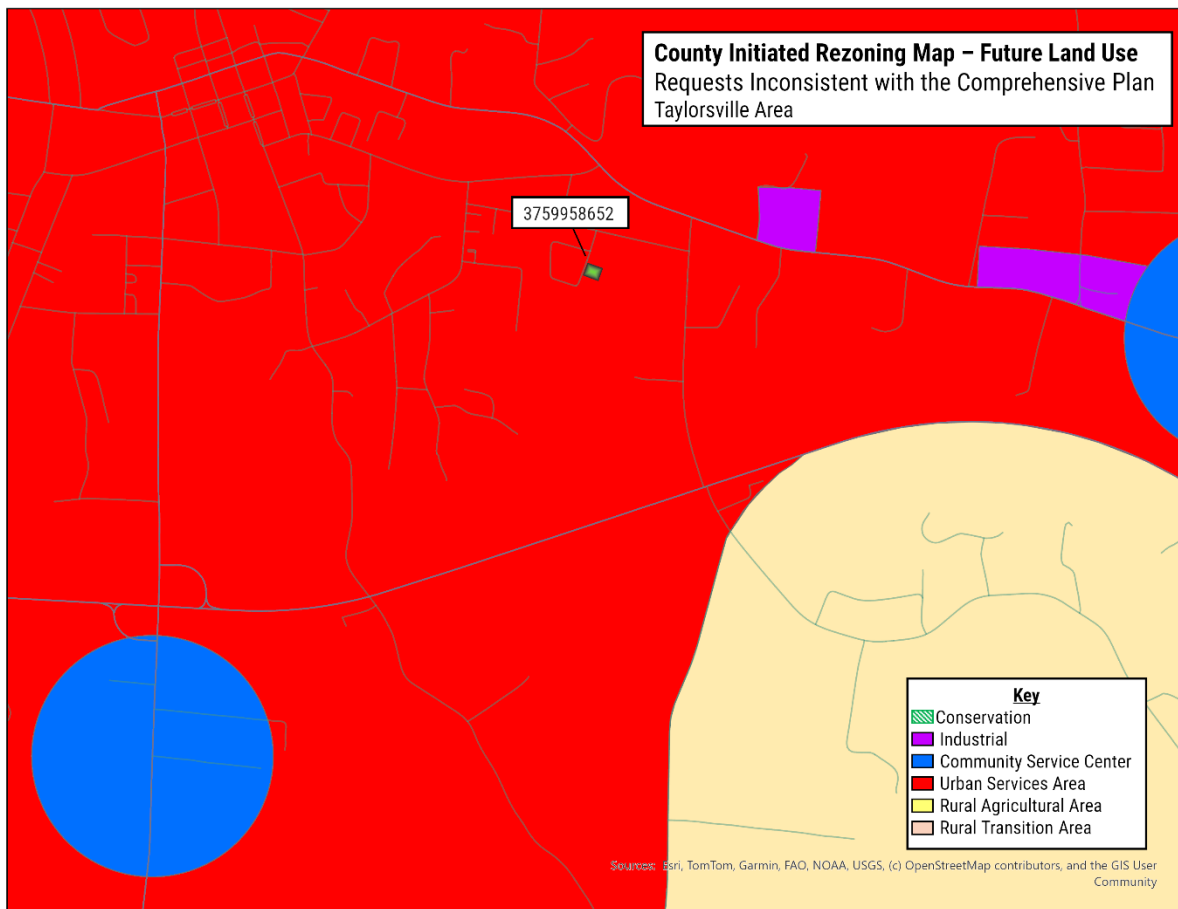 County Initiated Rezoning Map – Future Land Use
Requests Inconsistent with the Comprehensive Plan
Taylorsville Area
3759958652
Key
Conservation
Industrial
Community Service Center
Urban Services Area
Rural Agricultural Area
Rural Transition Area
Sources: Esri, TomTom, Garmin, FAO, NOAA, USGS, (c) OpenStreetMap contributors, and the GIS User
Community